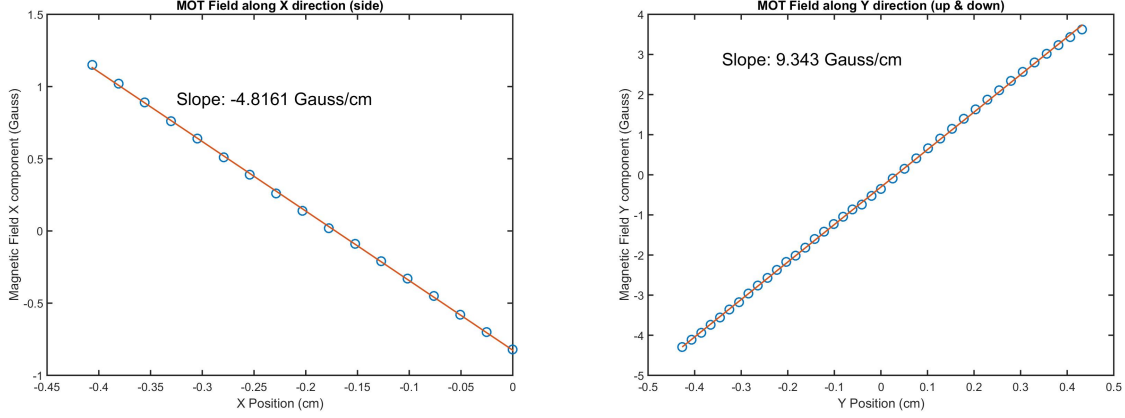 MOT Field along X direction (side)
Magnetic Field X component (Gauss)
1.5
1
0.5
0
-0.5
-1
Slope: -4.8161 Gauss/cm
-0.45 -0.4 -0.35 -0.3 -0.25 -0.2 -0.15 -0.1 -0.05 0
X Position (cm)
MOT Field along Y direction (up & down)
Magnetic Field Y component (Gauss)
4
3
2
1
0
-1
-2
-3
-4
-5
Slope: 9.343 Gauss/cm
-0.5 -0.4 -0.3 -0.2 -0.1 0 0.1 0.2 0.3 0.4 0.5
Y Position (cm)